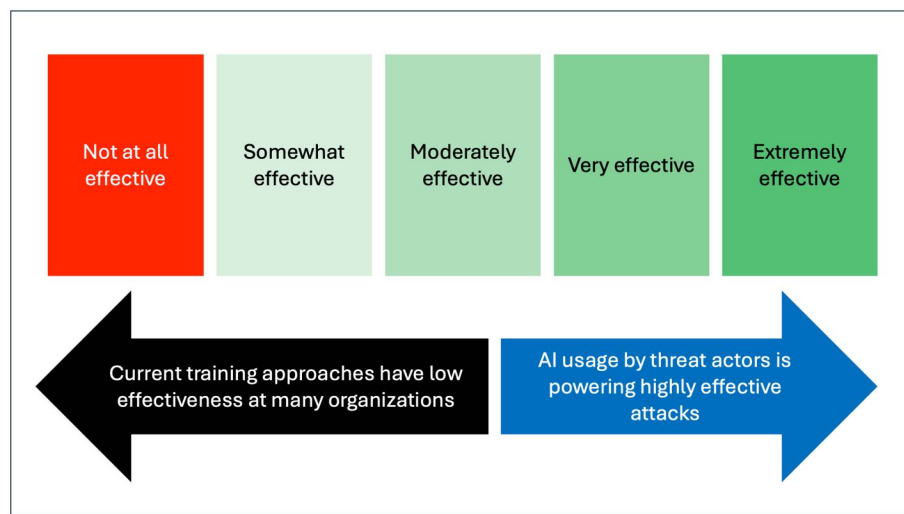 Not at all
effective
Somewhat
effective
Moderately
effective
Very effective
Extremely
effective
Current training approaches have low
effectiveness at many organizations
AI usage by threat actors is
powering highly effective
attacks